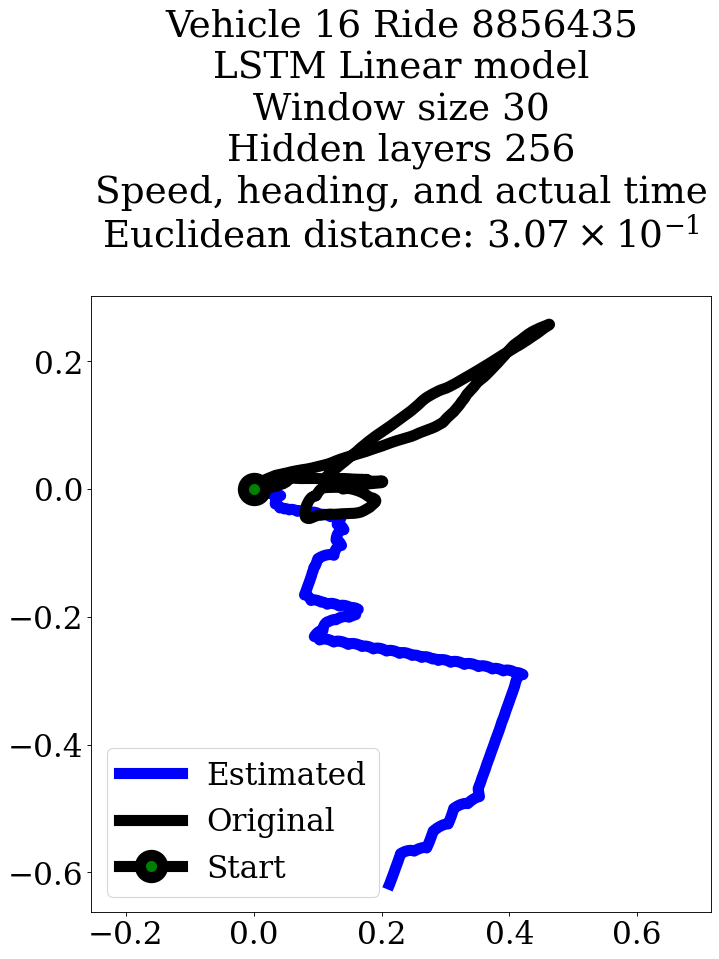 Vehicle 16 Ride 8856435
LSTM Linear model
Window size 30
Hidden layers 256
Speed, heading, and actual time
Euclidean distance: 3.07 × 10⁻¹
0.2
0.0
−0.2
−0.4
−0.6
Estimated
Original
Start
−0.2 0.0 0.2 0.4 0.6